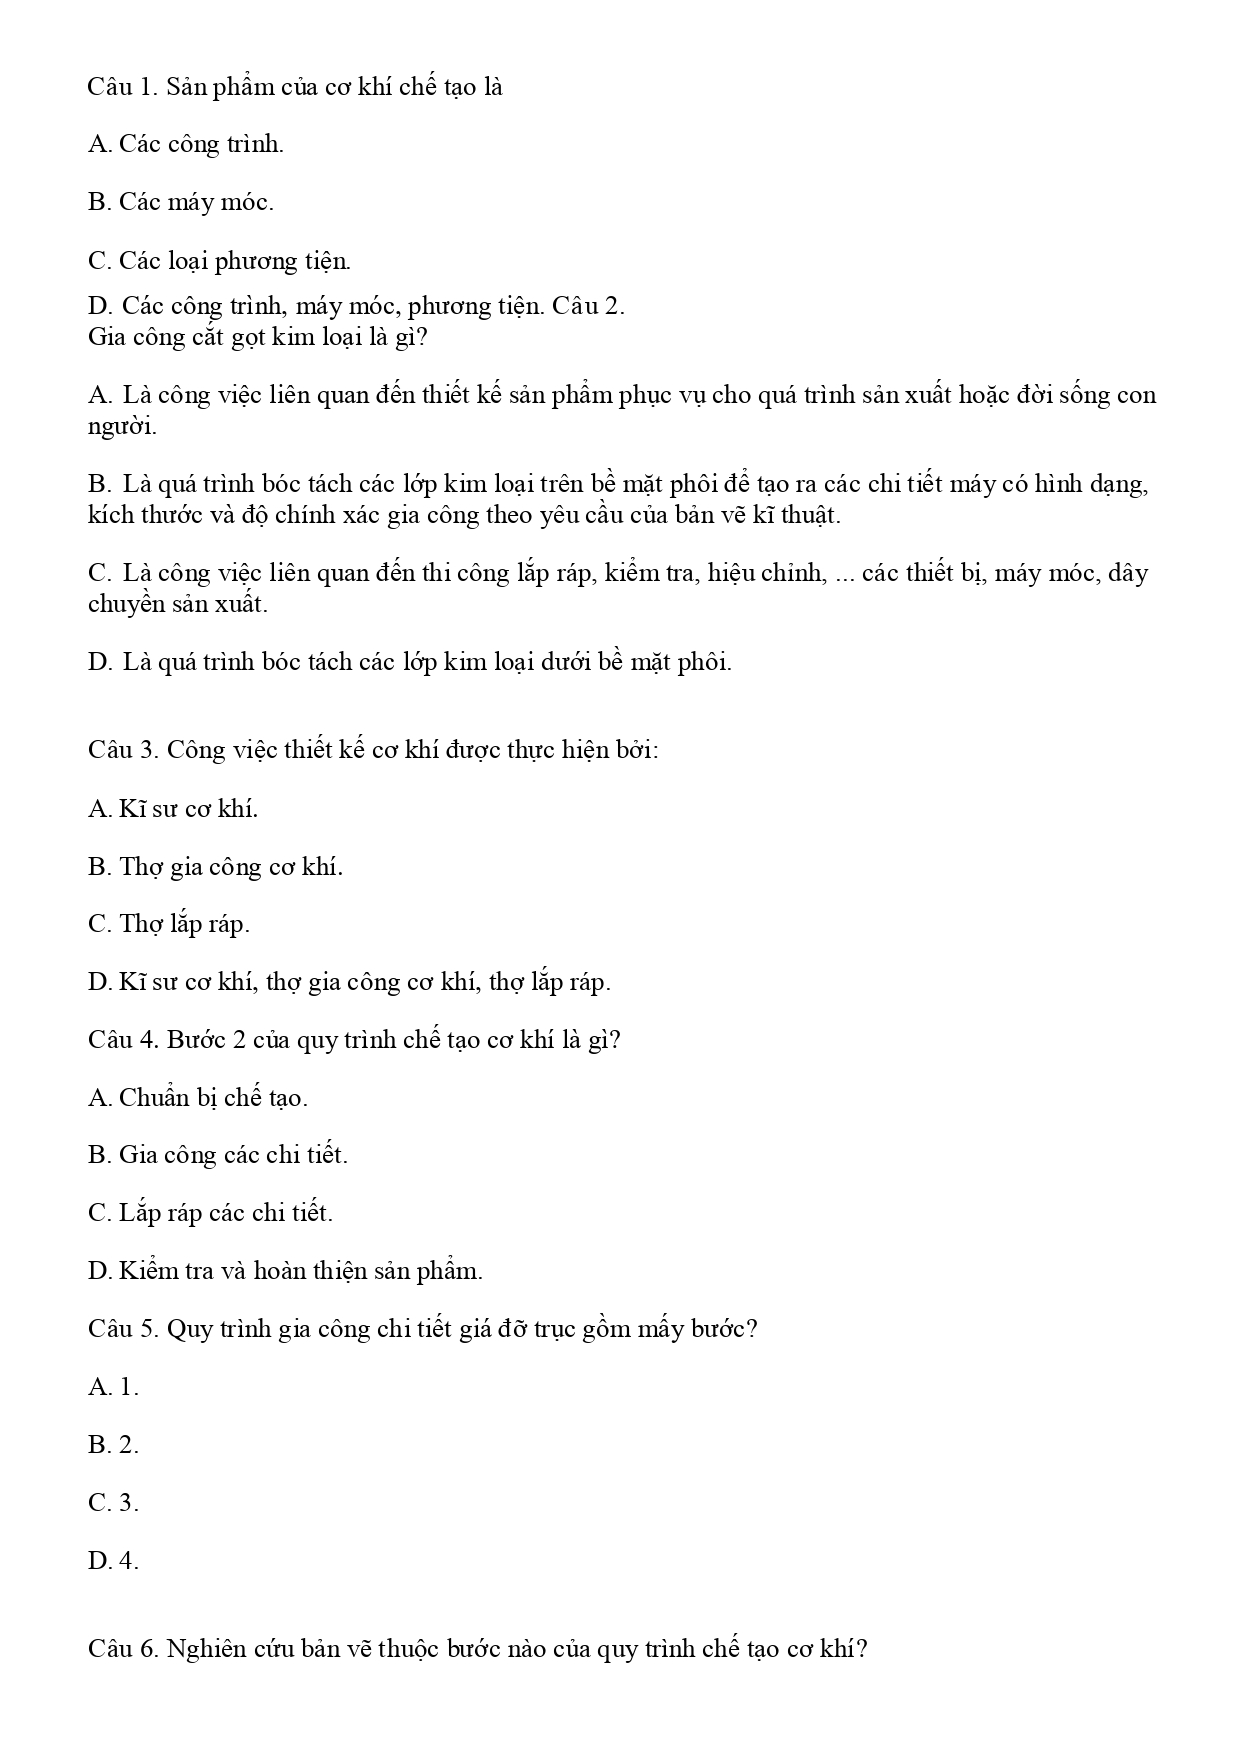 Câu 1. Sản phẩm của cơ khí chế tạo là
A. Các công trình.
B. Các máy móc.
C. Các loại phương tiện.
D. Các công trình, máy móc, phương tiện. Câu 2.
Gia công cắt gọt kim loại là gì?
A. Là công việc liên quan đến thiết kế sản phẩm phục vụ cho quá trình sản xuất hoặc đời sống con
người.
B. Là quá trình bóc tách các lớp kim loại trên bề mặt phôi để tạo ra các chi tiết máy có hình dạng,
kích thước và độ chính xác gia công theo yêu cầu của bản vẽ kĩ thuật.
C. Là công việc liên quan đến thi công lắp ráp, kiểm tra, hiệu chỉnh, ... các thiết bị, máy móc, dây
chuyền sản xuất.
D. Là quá trình bóc tách các lớp kim loại dưới bề mặt phôi.
Câu 3. Công việc thiết kế cơ khí được thực hiện bởi:
A. Kĩ sư cơ khí.
B. Thợ gia công cơ khí.
C. Thợ lắp ráp.
D. Kĩ sư cơ khí, thợ gia công cơ khí, thợ lắp ráp.
Câu 4. Bước 2 của quy trình chế tạo cơ khí là gì?
A. Chuẩn bị chế tạo.
B. Gia công các chi tiết.
C. Lắp ráp các chi tiết.
D. Kiểm tra và hoàn thiện sản phẩm.
Câu 5. Quy trình gia công chi tiết giá đỡ trục gồm mấy bước?
A. 1.
B. 2.
C. 3.
D. 4.
Câu 6. Nghiên cứu bản vẽ thuộc bước nào của quy trình chế tạo cơ khí?